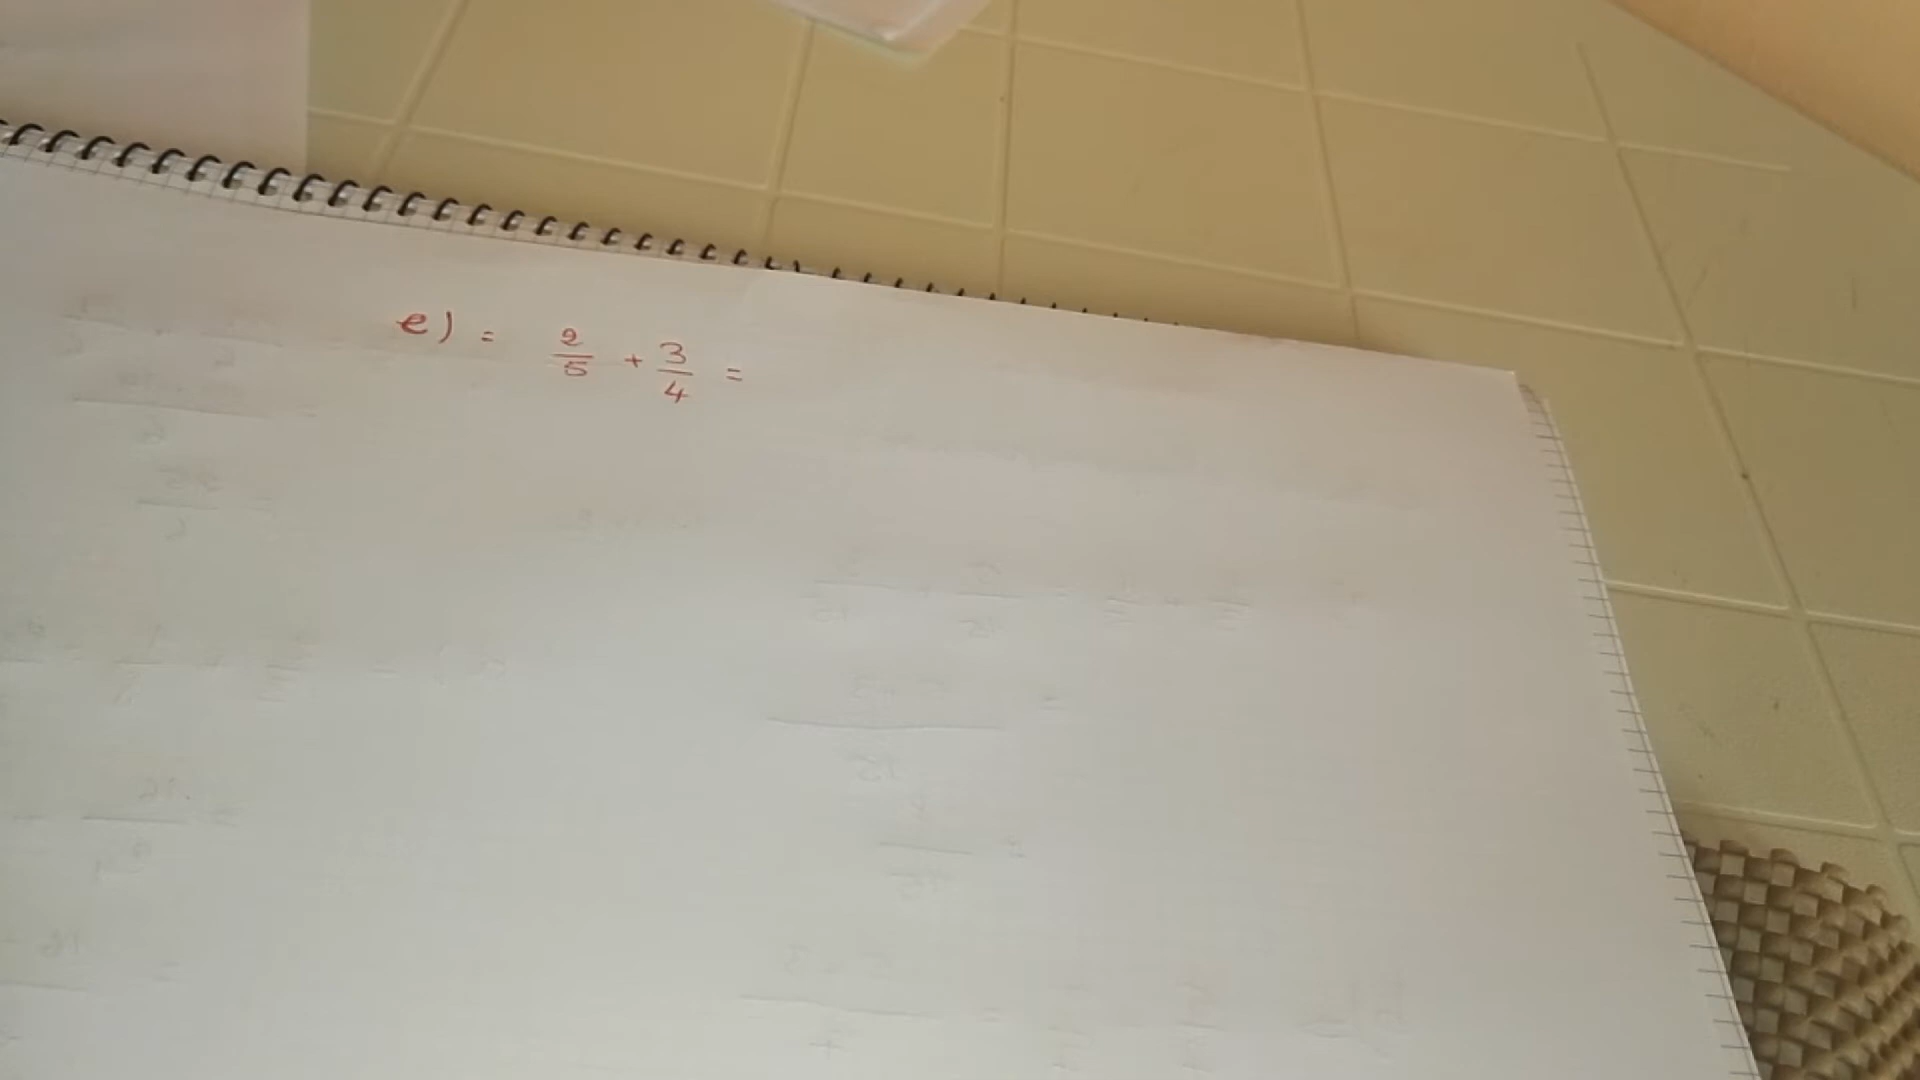 e) = 2/5 + 3/4 =